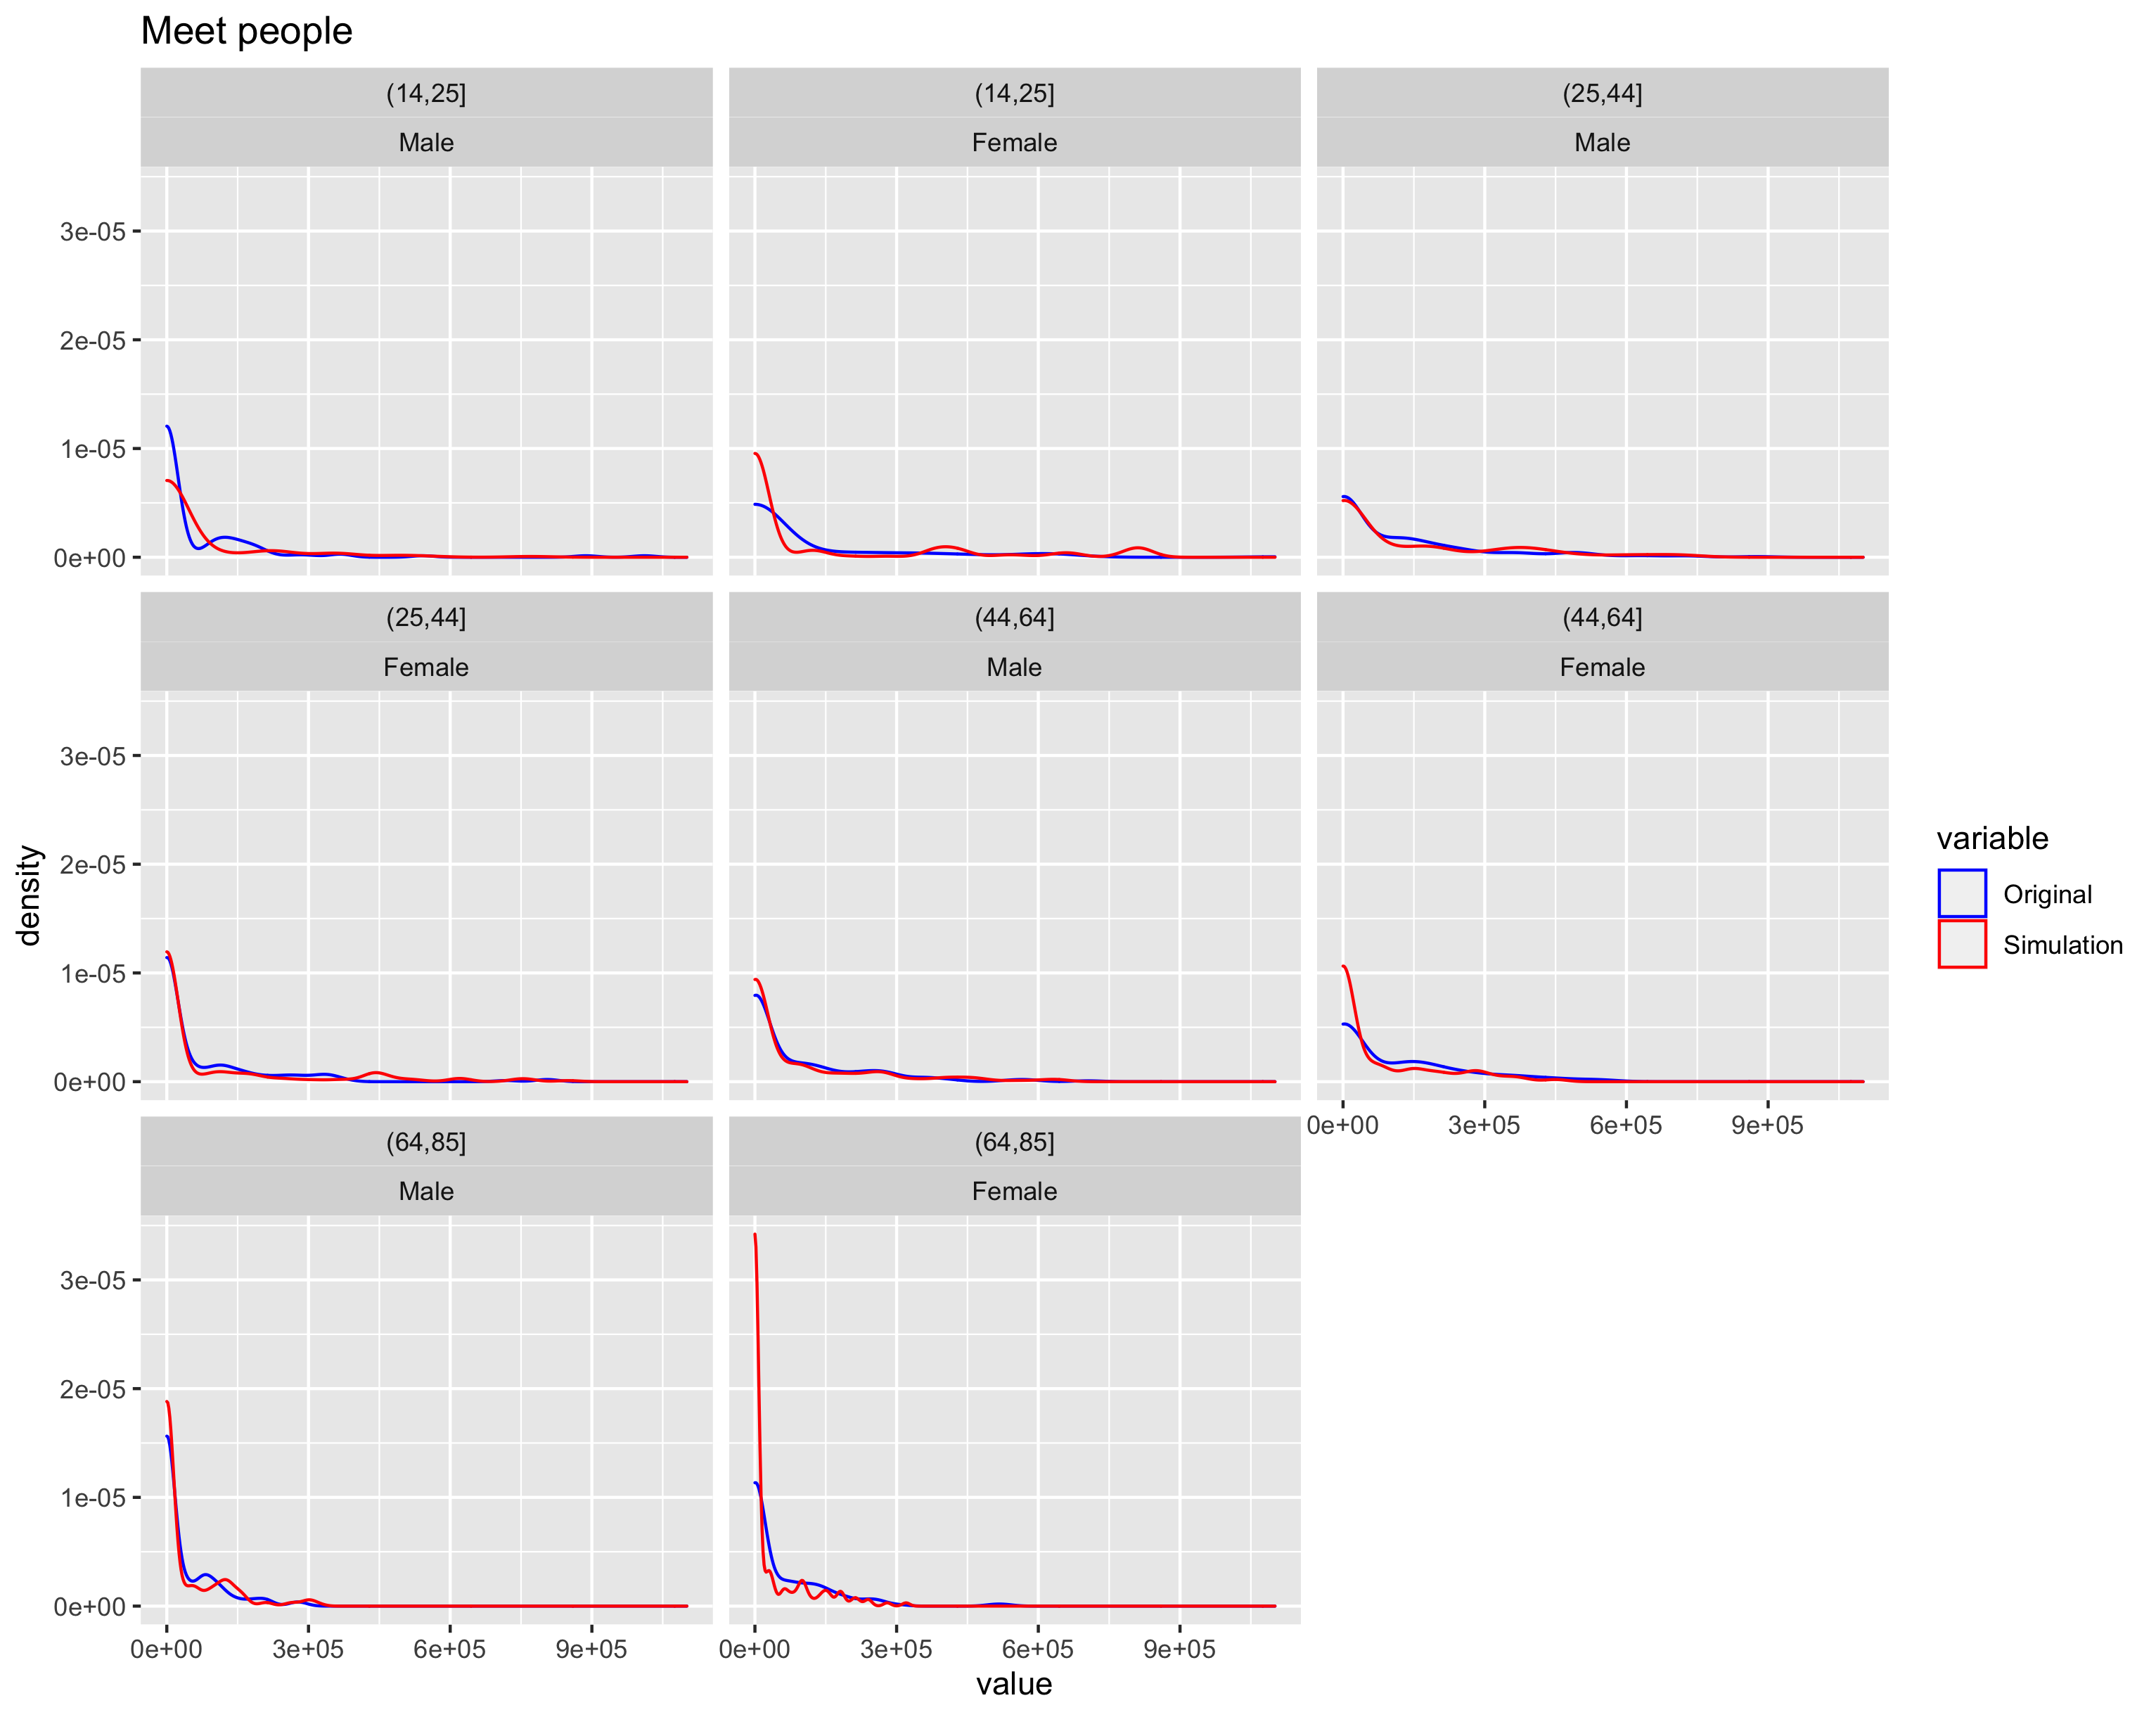 Meet people
(14,25]
Male
(14,25]
Female
(25,44]
Male
3e-05
2e-05
1e-05
0e+00
(25,44]
Female
(44,64]
Male
(44,64]
Female
3e-05
2e-05
1e-05
0e+00
0e+00 3e+05 6e+05 9e+05
(64,85]
Male
(64,85]
Female
3e-05
2e-05
1e-05
0e+00
0e+00 3e+05 6e+05 9e+05
0e+00 3e+05 6e+05 9e+05
value
density
variable
Original
Simulation